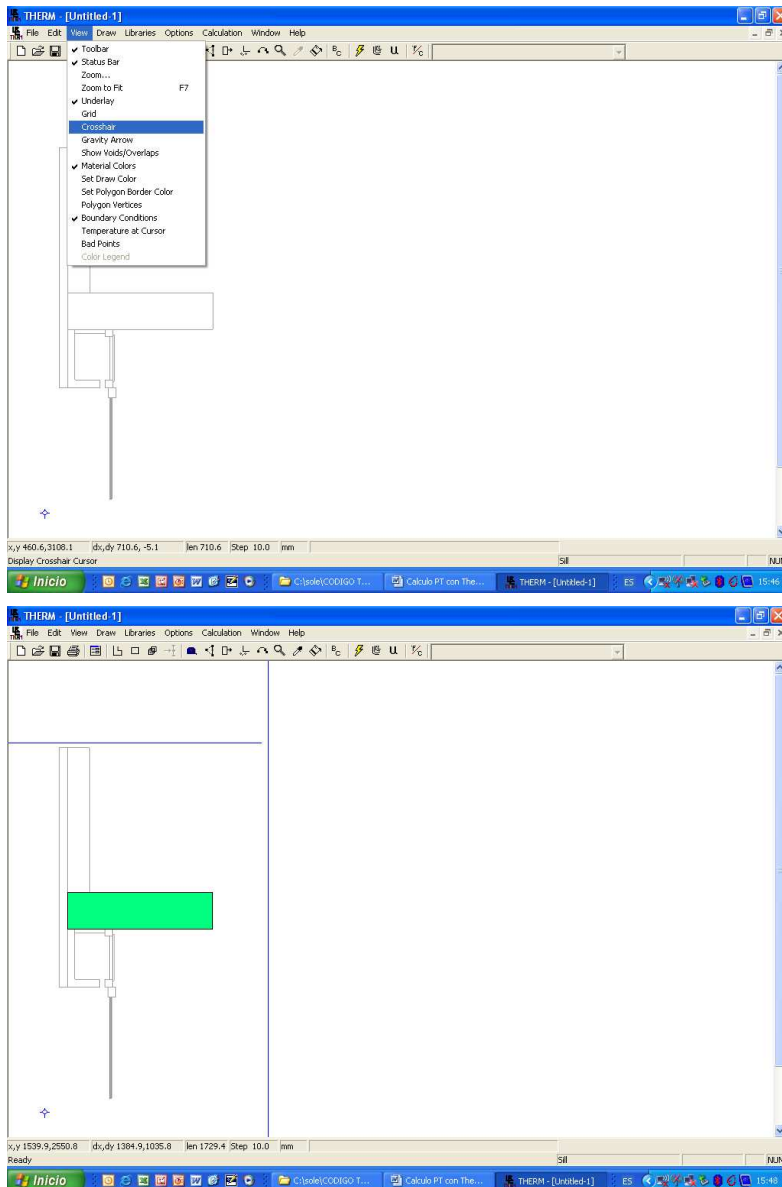 THERM - [Untitled-1]
File Edit View Draw Libraries Options Calculation Window Help
Toolbar
Status Bar
Zoom...
Zoom to Fit F7
Underlay
Grid
Crosshair
Gravity Arrow
Show Voids/Overlaps
Material Colors
Set Draw Color
Set Polygon Border Color
Polygon Vertices
Boundary Conditions
Temperature at Cursor
Bad Points
Color Legend
x,y 460.6,3108.1 dx,dy 710.6, -5.1 len 710.6 Step 10.0 mm
Display Crosshair Cursor Sill NUM
Inicio C:\sole\CODIGO T... Calculo PT con The... THERM - [Untitled-1] ES 15:46
THERM - [Untitled-1]
File Edit View Draw Libraries Options Calculation Window Help
x,y 1539.9,2550.8 dx,dy 1384.9,1035.8 len 1729.4 Step 10.0 mm
Ready Sill NUM
Inicio C:\sole\CODIGO T... Calculo PT con The... THERM - [Untitled-1] ES 15:48